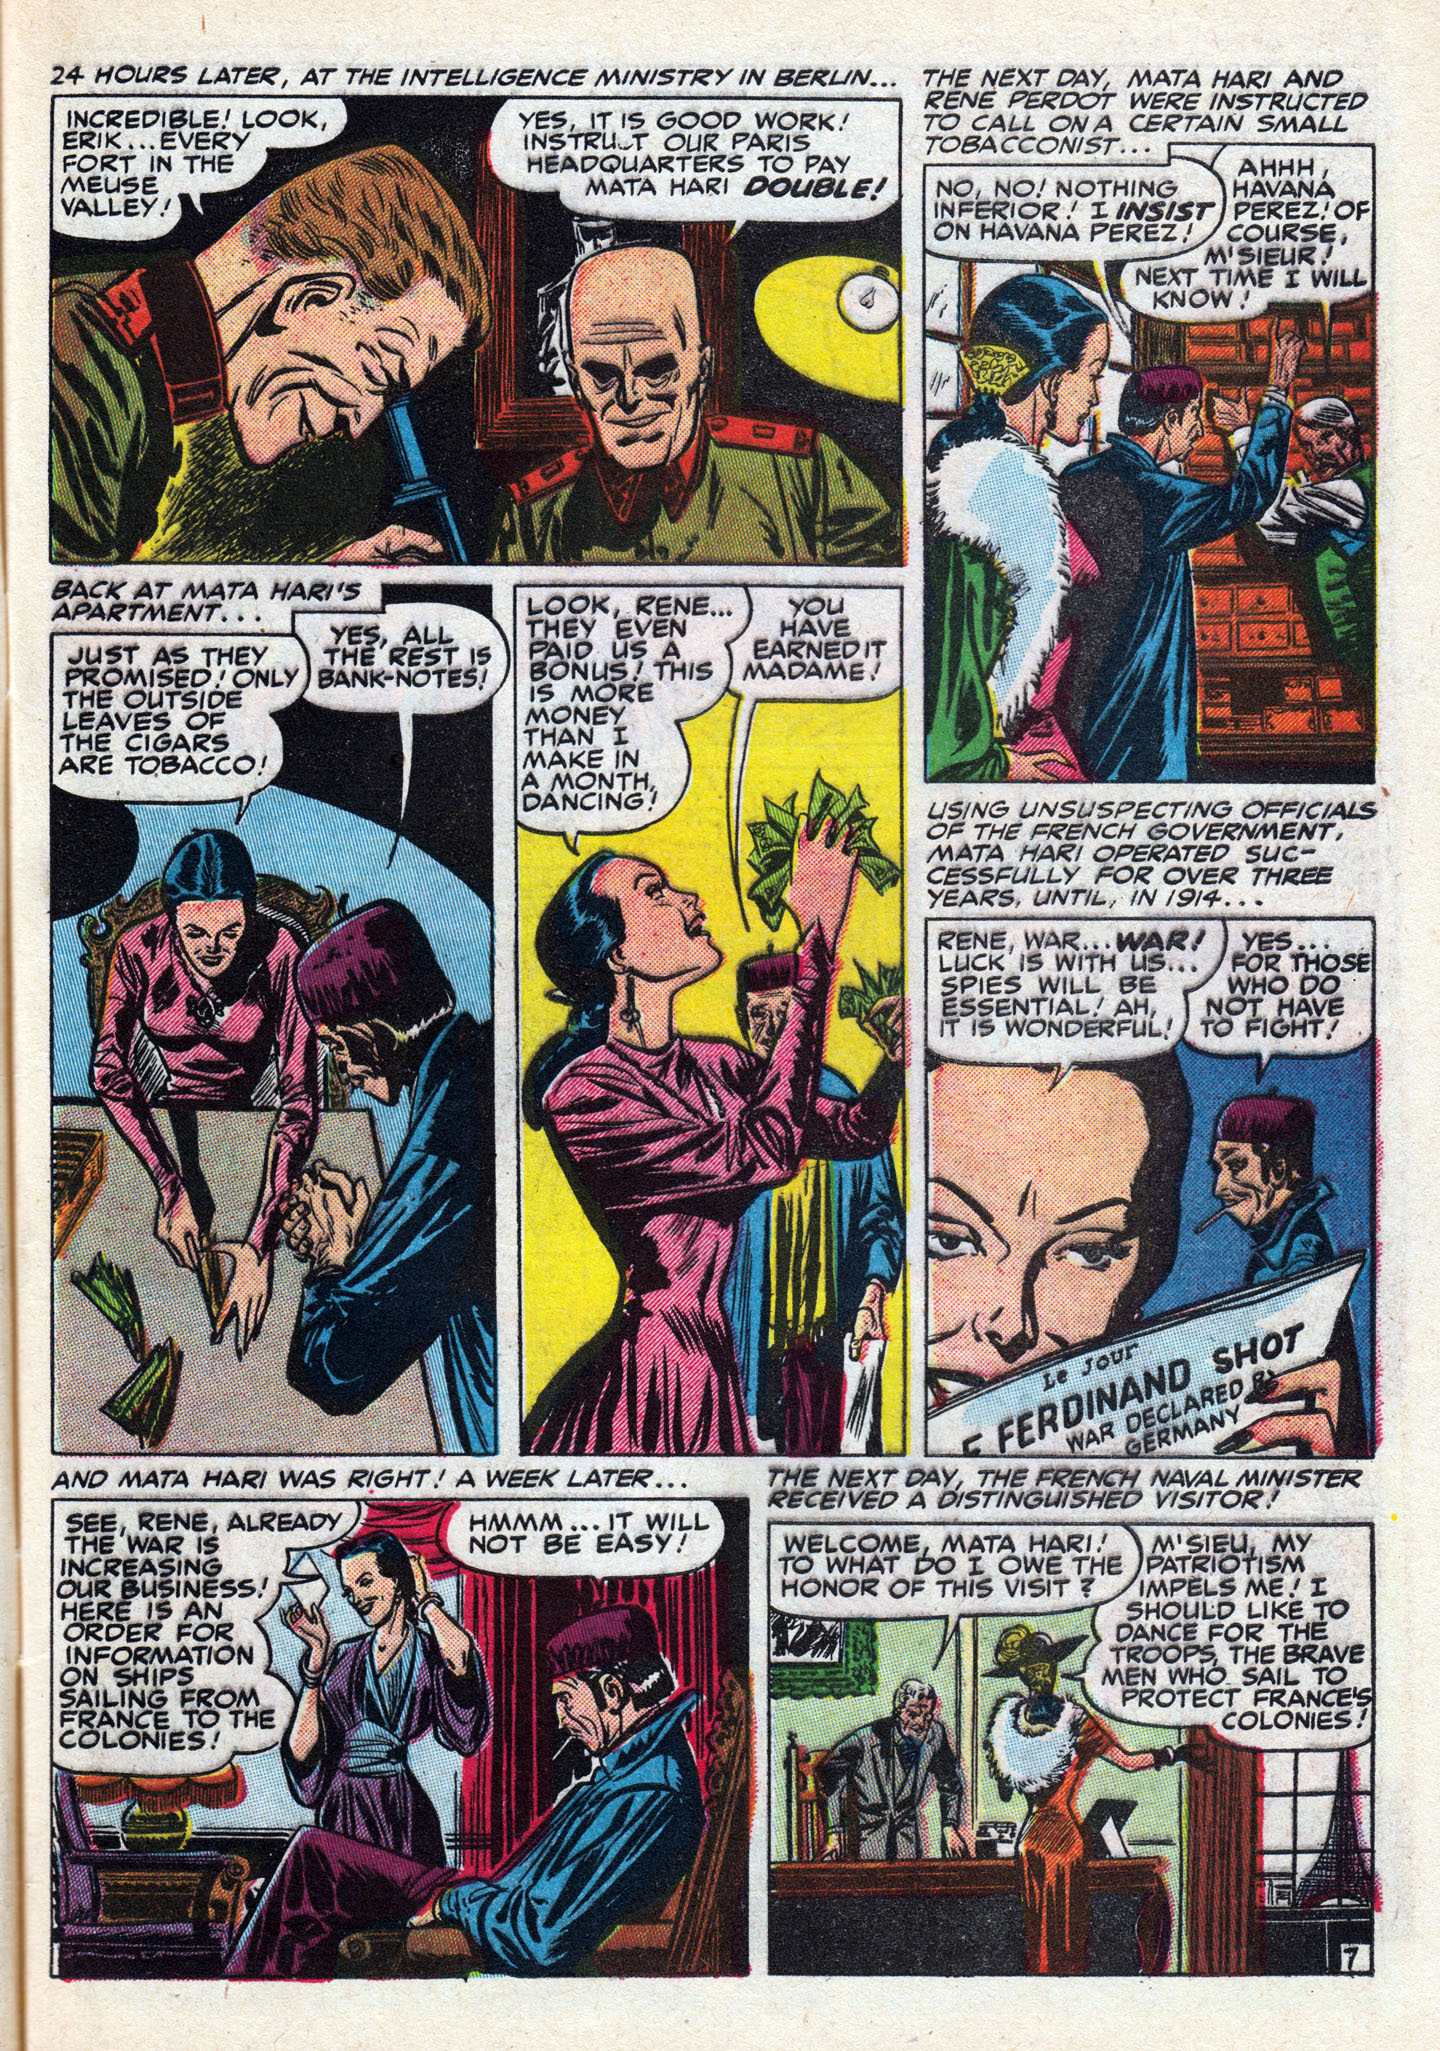 24 HOURS LATER, AT THE INTELLIGENCE MINISTRY IN BERLIN...
INCREDIBLE! LOOK,
ERIK...EVERY
FORT IN THE
MEUSE
VALLEY!
YES, IT IS GOOD WORK!
INSTRUCT OUR PARIS
HEADQUARTERS TO PAY
MATA HARI DOUBLE!
THE NEXT DAY, MATA HARI AND
RENE PERDOT WERE INSTRUCTED
TO CALL ON A CERTAIN SMALL
TOBACCONIST...
NO, NO! NOTHING
INFERIOR! I INSIST
ON HAVANA PEREZ!
AHHH,
HAVANA
PEREZ! OF
COURSE,
M'SIEUR!
NEXT TIME I WILL
KNOW!
BACK AT MATA HARI'S
APARTMENT...
JUST AS THEY
PROMISED! ONLY
THE OUTSIDE
LEAVES OF
THE CIGARS
ARE TOBACCO!
YES, ALL
THE REST IS
BANK-NOTES!
LOOK, RENE...
THEY EVEN
PAID US A
BONUS! THIS
IS MORE
MONEY
THAN I
MAKE IN
A MONTH,
DANCING!
YOU
HAVE
EARNED IT
MADAME!
USING UNSUSPECTING OFFICIALS
OF THE FRENCH GOVERNMENT,
MATA HARI OPERATED SUC-
CESSFULLY FOR OVER THREE
YEARS, UNTIL, IN 1914...
RENE, WAR...WAR!
LUCK IS WITH US...
SPIES WILL BE
ESSENTIAL! AH,
IT IS WONDERFUL!
YES...
FOR THOSE
WHO DO
NOT HAVE
TO FIGHT!
Le JOUR
E FERDINAND SHOT
WAR DECLARED BY
GERMANY
AND MATA HARI WAS RIGHT! A WEEK LATER...
SEE, RENE, ALREADY
THE WAR IS
INCREASING
OUR BUSINESS!
HERE IS AN
ORDER FOR
INFORMATION
ON SHIPS
SAILING FROM
FRANCE TO THE
COLONIES!
HMMM...IT WILL
NOT BE EASY!
THE NEXT DAY, THE FRENCH NAVAL MINISTER
RECEIVED A DISTINGUISHED VISITOR!
WELCOME, MATA HARI!
TO WHAT DO I OWE THE
HONOR OF THIS VISIT?
M'SIEU, MY
PATRIOTISM
IMPELS ME! I
SHOULD LIKE TO
DANCE FOR THE
TROOPS, THE BRAVE
MEN WHO SAIL TO
PROTECT FRANCE'S
COLONIES!
7